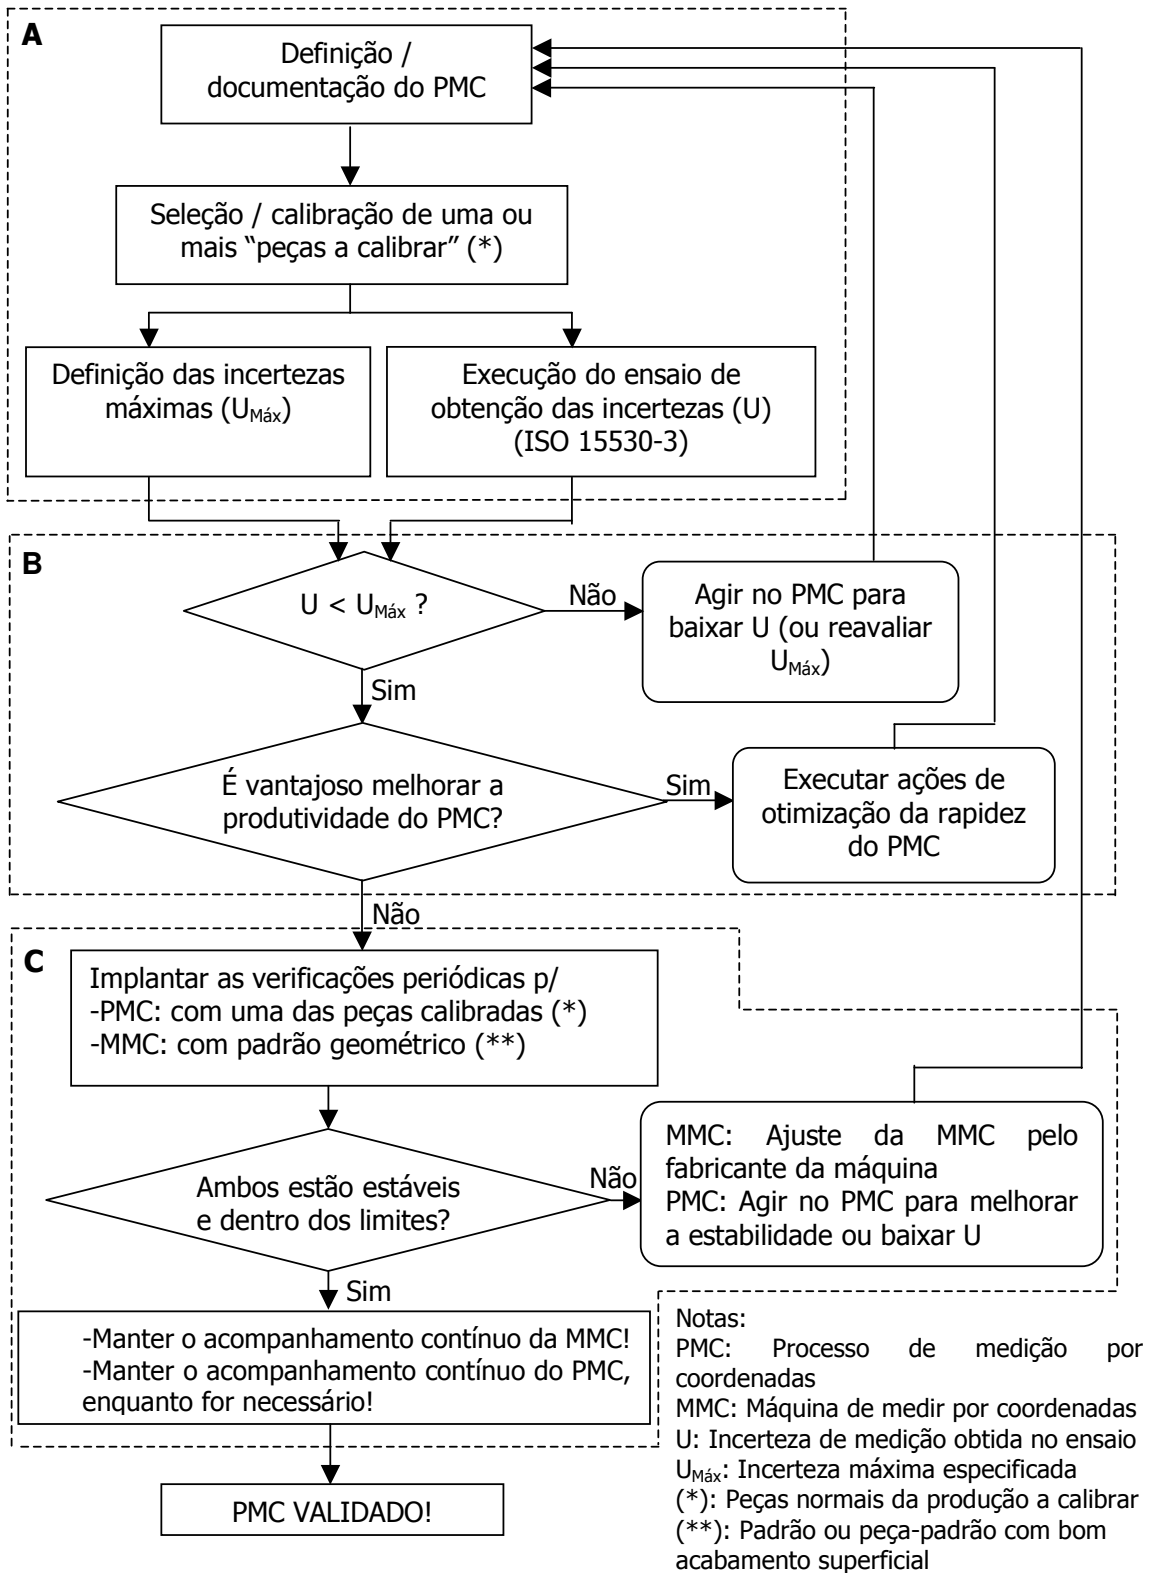 A
Definição /
documentação do PMC
Seleção / calibração de uma ou
mais “peças a calibrar” (*)
Definição das incertezas
máximas (UMáx)
Execução do ensaio de
obtenção das incertezas (U)
(ISO 15530-3)
B
U < UMáx ?
Não
Agir no PMC para
baixar U (ou reavaliar
UMáx)
Sim
É vantajoso melhorar a
produtividade do PMC?
Sim
Executar ações de
otimização da rapidez
do PMC
Não
C
Implantar as verificações periódicas p/
-PMC: com uma das peças calibradas (*)
-MMC: com padrão geométrico (**)
Ambos estão estáveis
e dentro dos limites?
Não
MMC: Ajuste da MMC pelo
fabricante da máquina
PMC: Agir no PMC para melhorar
a estabilidade ou baixar U
Sim
-Manter o acompanhamento contínuo da MMC!
-Manter o acompanhamento contínuo do PMC,
enquanto for necessário!
PMC VALIDADO!
Notas:
PMC: Processo de medição por
coordenadas
MMC: Máquina de medir por coordenadas
U: Incerteza de medição obtida no ensaio
UMáx: Incerteza máxima especificada
(*): Peças normais da produção a calibrar
(**): Padrão ou peça-padrão com bom
acabamento superficial